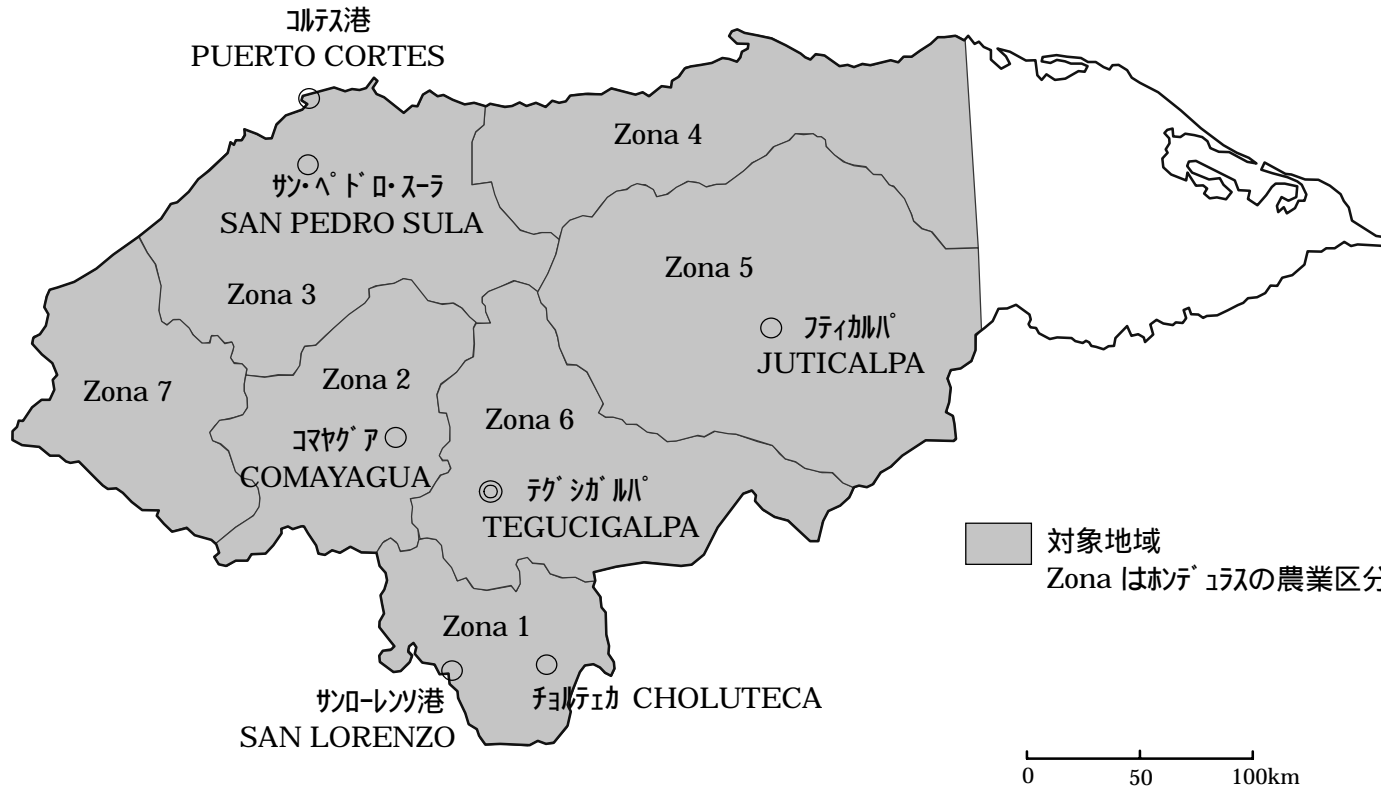 コルテス港
PUERTO CORTES
Zona 4
サン・ペドロ・スーラ
SAN PEDRO SULA
Zona 5
Zona 3
フティカルパ
JUTICALPA
Zona 2
Zona 7
Zona 6
コマヤグア
COMAYAGUA
テグシガルパ
TEGUCIGALPA
対象地域
Zona はホンデュラスの農業区分
Zona 1
サンローレンソ港
SAN LORENZO
チョルテェカ CHOLUTECA
0 50 100km